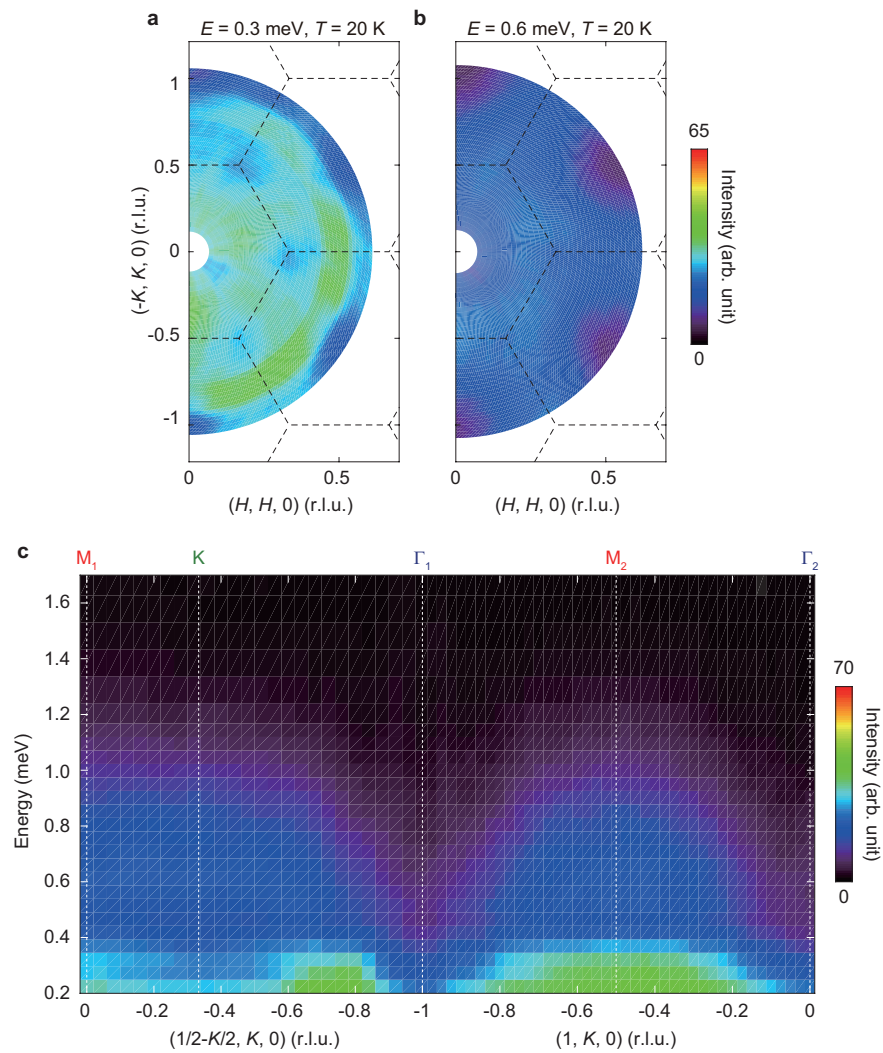 a
b
E = 0.3 meV, T = 20 K
E = 0.6 meV, T = 20 K
1
0.5
0
-0.5
-1
(-K, K, 0) (r.l.u.)
0
0.5
0
0.5
(H, H, 0) (r.l.u.)
(H, H, 0) (r.l.u.)
65
0
Intensity (arb. unit)
c
M₁
K
Γ₁
M₂
Γ₂
1.6
1.4
1.2
1.0
0.8
0.6
0.4
0.2
Energy (meV)
0
-0.2
-0.4
-0.6
-0.8
-1
-0.8
-0.6
-0.4
-0.2
0
(1/2-K/2, K, 0) (r.l.u.)
(1, K, 0) (r.l.u.)
70
0
Intensity (arb. unit)